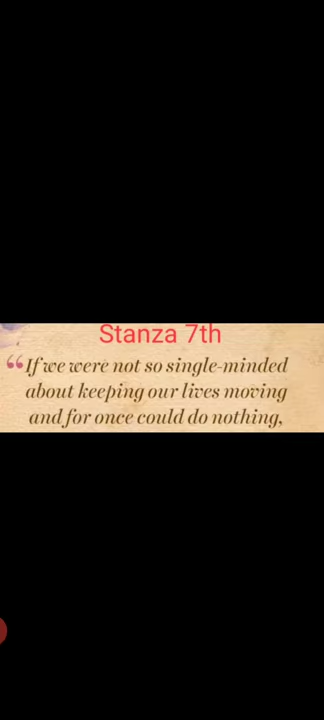 Stanza 7th
“If we were not so single-minded
about keeping our lives moving
and for once could do nothing,